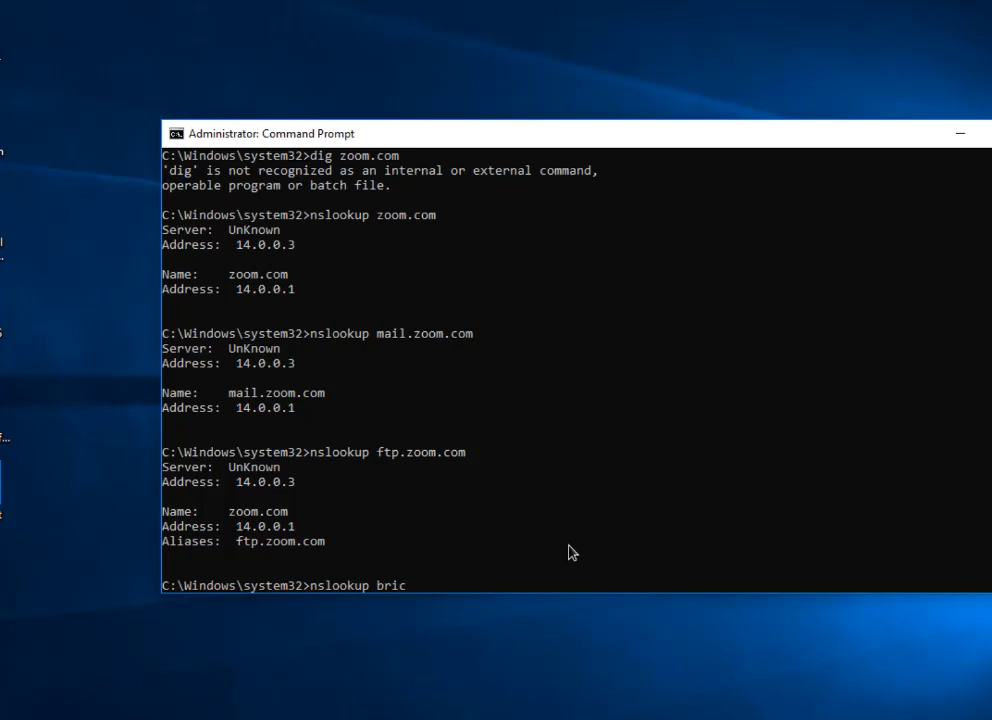 Administrator: Command Prompt
C:\Windows\system32>dig zoom.com
'dig' is not recognized as an internal or external command,
operable program or batch file.
C:\Windows\system32>nslookup zoom.com
Server:  UnKnown
Address:  14.0.0.3
Name:    zoom.com
Address:  14.0.0.1
C:\Windows\system32>nslookup mail.zoom.com
Server:  UnKnown
Address:  14.0.0.3
Name:    mail.zoom.com
Address:  14.0.0.1
C:\Windows\system32>nslookup ftp.zoom.com
Server:  UnKnown
Address:  14.0.0.3
Name:    zoom.com
Address:  14.0.0.1
Aliases:  ftp.zoom.com
C:\Windows\system32>nslookup bric